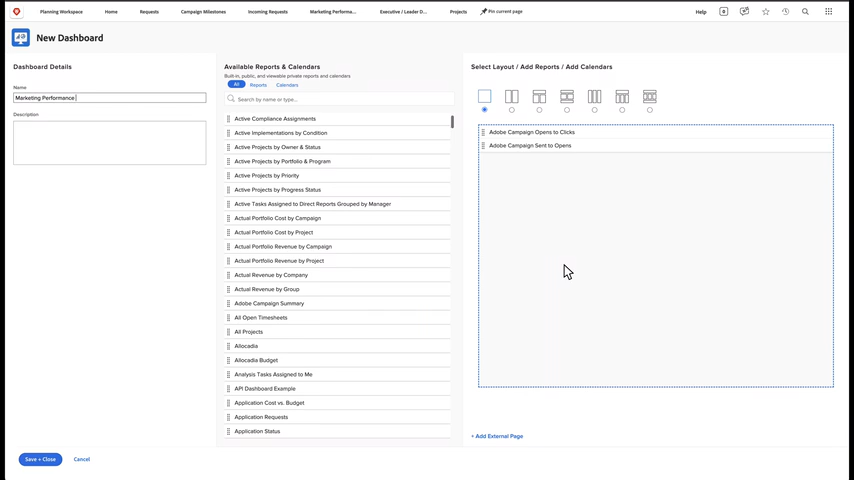 Planning Workspace
Home
Requests
Campaign Milestones
Incoming Requests
Marketing Performa...
Executive / Leader D...
Projects
Pin current page
Help
0
New Dashboard
Dashboard Details
Name
Marketing Performance
Description
Available Reports & Calendars
Built-in, public, and viewable private reports and calendars
All
Reports
Calendars
Search by name or type...
Active Compliance Assignments
Active Implementations by Condition
Active Projects by Owner & Status
Active Projects by Portfolio & Program
Active Projects by Priority
Active Projects by Progress Status
Active Tasks Assigned to Direct Reports Grouped by Manager
Actual Portfolio Cost by Campaign
Actual Portfolio Cost by Project
Actual Portfolio Revenue by Campaign
Actual Portfolio Revenue by Project
Actual Revenue by Company
Actual Revenue by Group
Adobe Campaign Summary
All Open Timesheets
All Projects
Allocadia
Allocadia Budget
Analysis Tasks Assigned to Me
API Dashboard Example
Application Cost vs. Budget
Application Requests
Application Status
Select Layout / Add Reports / Add Calendars
Adobe Campaign Opens to Clicks
Adobe Campaign Sent to Opens
+ Add External Page
Save + Close
Cancel